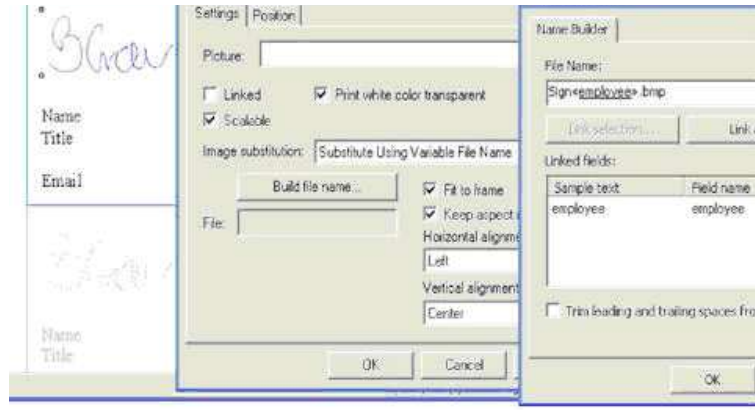 Name
Title
Email
Name
Title
Settings
Position
Picture:
Linked
Print white color transparent
Scalable
Image substitution:
Substitute Using Variable File Name
Build file name...
Fit to frame
Keep aspect
File:
Horizontal alignme
Left
Vertical alignment
Center
OK
Cancel
Name Builder
File Name:
Sign«employee».bmp
Link selection...
Link
Linked fields:
Sample text
Field name
employee
employee
Trim leading and trailing spaces fro
OK